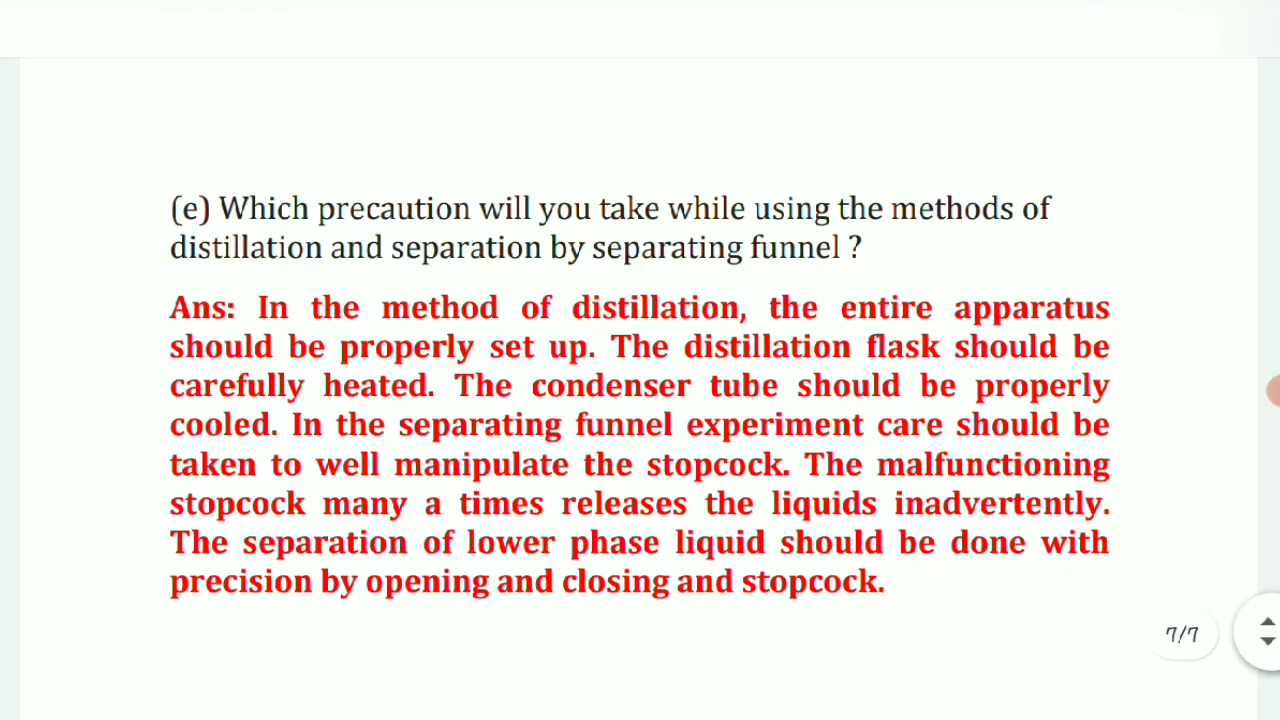 (e) Which precaution will you take while using the methods of
distillation and separation by separating funnel ?
Ans: In the method of distillation, the entire apparatus
should be properly set up. The distillation flask should be
carefully heated. The condenser tube should be properly
cooled. In the separating funnel experiment care should be
taken to well manipulate the stopcock. The malfunctioning
stopcock many a times releases the liquids inadvertently.
The separation of lower phase liquid should be done with
precision by opening and closing and stopcock.
7/7